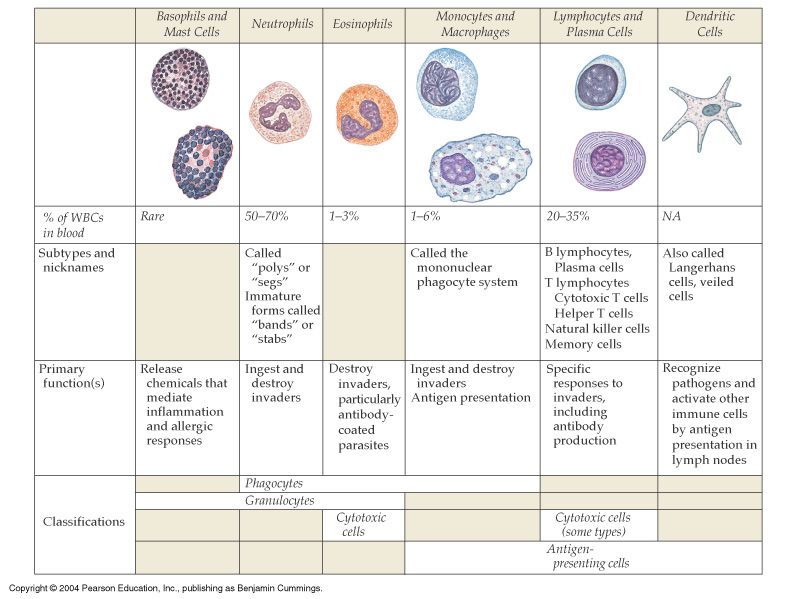 Basophils and
Mast Cells
Neutrophils
Eosinophils
Monocytes and
Macrophages
Lymphocytes and
Plasma Cells
Dendritic
Cells
% of WBCs
in blood
Rare
50–70%
1–3%
1–6%
20–35%
NA
Subtypes and
nicknames
Called
“polys” or
“segs”
Immature
forms called
“bands” or
“stabs”
Called the
mononuclear
phagocyte system
B lymphocytes,
Plasma cells
T lymphocytes
Cytotoxic T cells
Helper T cells
Natural killer cells
Memory cells
Also called
Langerhans
cells, veiled
cells
Primary
function(s)
Release
chemicals that
mediate
inflammation
and allergic
responses
Ingest and
destroy
invaders
Destroy
invaders,
particularly
antibody-
coated
parasites
Ingest and destroy
invaders
Antigen presentation
Specific
responses to
invaders,
including
antibody
production
Recognize
pathogens and
activate other
immune cells
by antigen
presentation in
lymph nodes
Classifications
Phagocytes
Granulocytes
Cytotoxic
cells
Cytotoxic cells
(some types)
Antigen-
presenting cells
Copyright © 2004 Pearson Education, Inc., publishing as Benjamin Cummings.